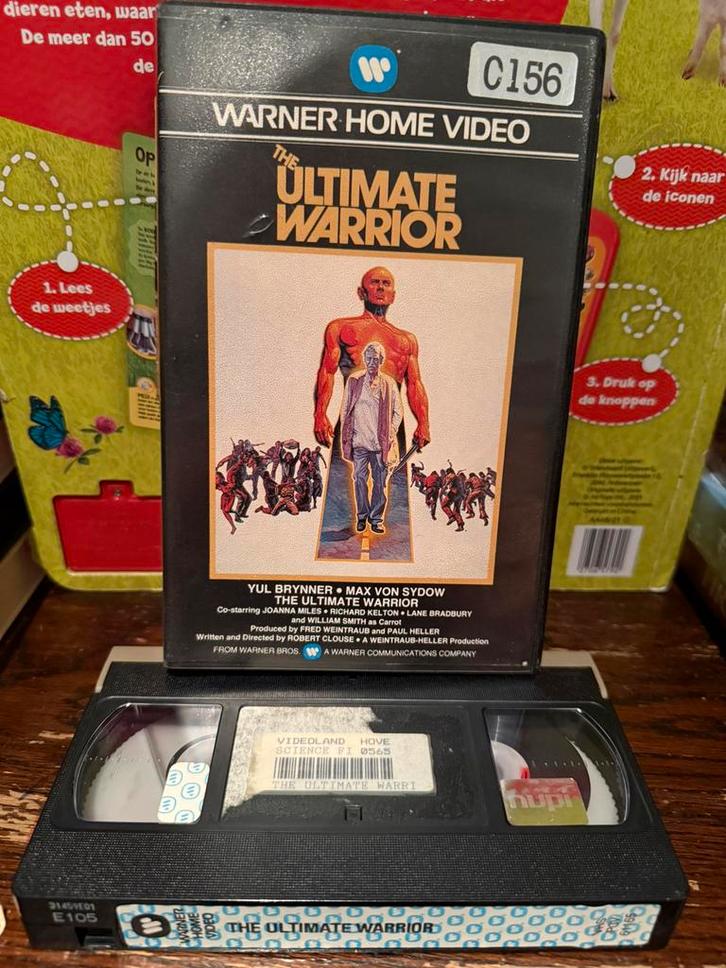 dieren eten, waar
De meer dan 50
de
Op
1. Lees
de weetjes
2. Kijk naar
de iconen
3. Druk op
de knoppen
C156
WARNER HOME VIDEO
THE
ULTIMATE
WARRIOR
YUL BRYNNER • MAX VON SYDOW
THE ULTIMATE WARRIOR
Co-starring JOANNA MILES • RICHARD KELTON • LANE BRADBURY
and WILLIAM SMITH as Carrot
Produced by FRED WEINTRAUB and PAUL HELLER
Written and Directed by ROBERT CLOUSE • A WEINTRAUB-HELLER Production
FROM WARNER BROS. A WARNER COMMUNICATIONS COMPANY
VIDEOLAND HOVE
SCIENCE FI 0565
THE ULTIMATE WARRI
nupi
E105
WARNER
HOME
VIDEO
THE ULTIMATE WARRIOR